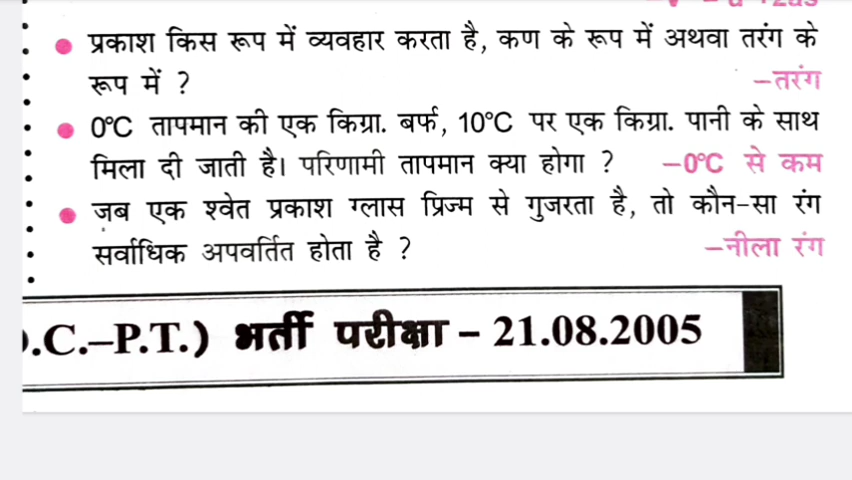 प्रकाश किस रूप में व्यवहार करता है, कण के रूप में अथवा तरंग के
रूप में ? –तरंग
0°C तापमान की एक किग्रा. बर्फ, 10°C पर एक किग्रा. पानी के साथ
मिला दी जाती है। परिणामी तापमान क्या होगा ? –0°C से कम
जब एक श्वेत प्रकाश ग्लास प्रिज्म से गुजरता है, तो कौन-सा रंग
सर्वाधिक अपवर्तित होता है ? –नीला रंग
.C.–P.T.) भर्ती परीक्षा – 21.08.2005